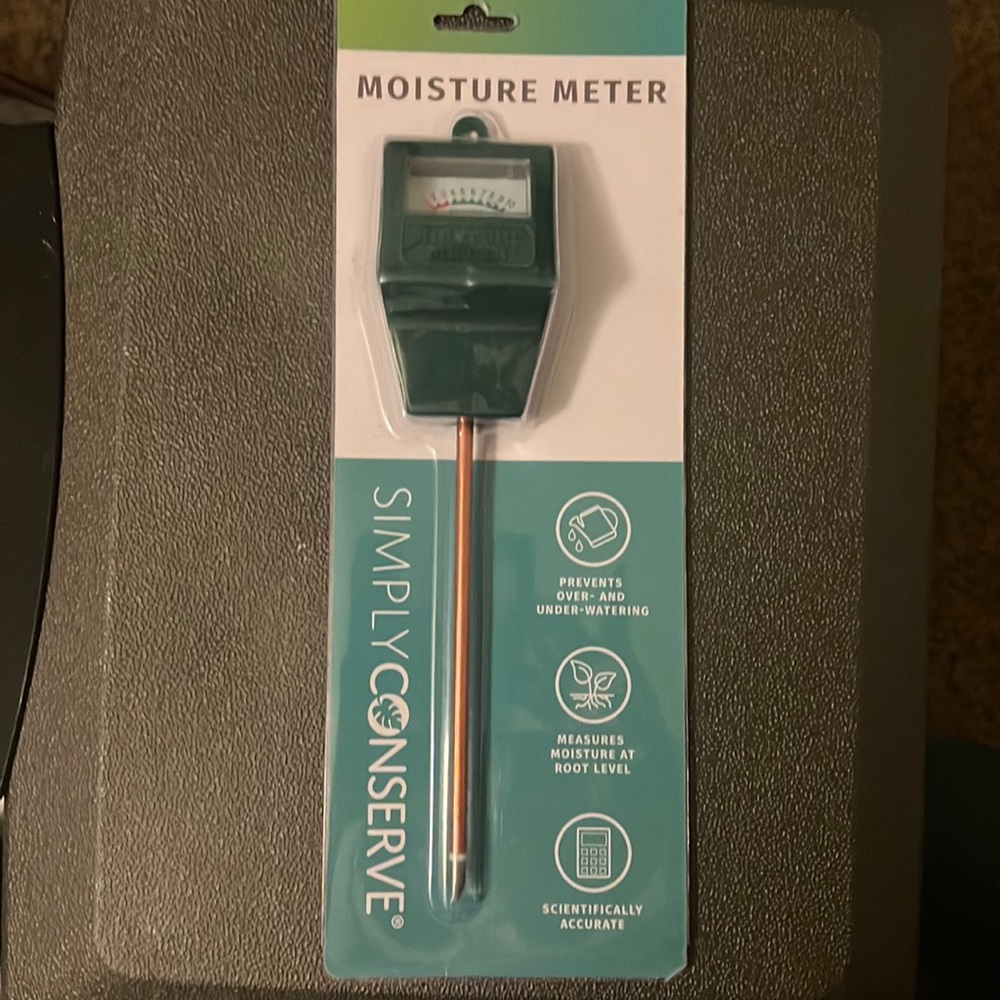 MOISTURE METER
SIMPLYCONSERVE®
PREVENTS
OVER- AND
UNDER-WATERING
MEASURES
MOISTURE AT
ROOT LEVEL
SCIENTIFICALLY
ACCURATE